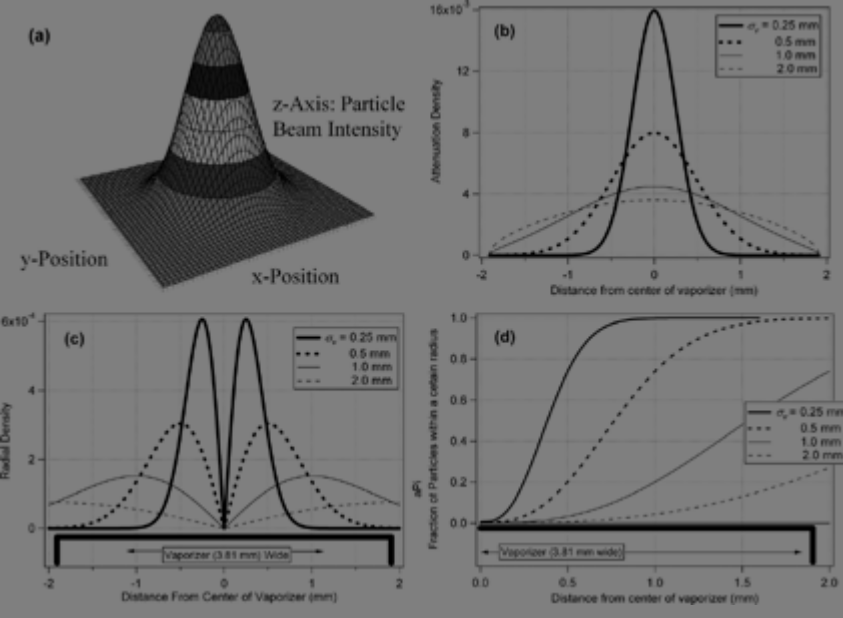 (a)
z-Axis: Particle
Beam Intensity
y-Position
x-Position
(b)
16x10⁻³
12
8
4
0
Attenuation Density
-2
-1
0
1
2
Distance from center of vaporizer (mm)
σᵥ = 0.25 mm
0.5 mm
1.0 mm
2.0 mm
(c)
4
2
0
Radial Density
σᵥ = 0.25 mm
0.5 mm
1.0 mm
2.0 mm
Vaporizer (3.81 mm) Wide
-2
-1
0
1
2
Distance From Center of Vaporizer (mm)
(d)
1.0
0.8
0.6
0.4
0.2
0.0
aPi
Fraction of Particles within a cetain radius
σᵥ = 0.25 mm
0.5 mm
1.0 mm
2.0 mm
Vaporizer (3.81 mm wide)
0.0
0.5
1.0
1.5
2.0
Distance from center of vaporizer (mm)